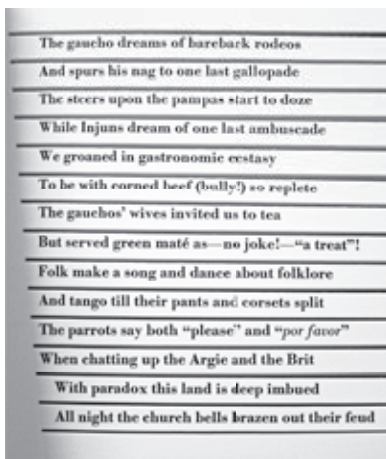 The gaucho dreams of bareback rodeos
And spurs his nag to one last gallopade
The steers upon the pampas start to doze
While Injuns dream of one last ambuscade
We groaned in gastronomic ecstasy
To be with corned beef (bully!) so replete
The gauchos' wives invited us to tea
But served green maté as—no joke!—“a treat”!
Folk make a song and dance about folklore
And tango till their pants and corsets split
The parrots say both “please” and “por favor”
When chatting up the Argie and the Brit
With paradox this land is deep imbued
All night the church bells brazen out their feud